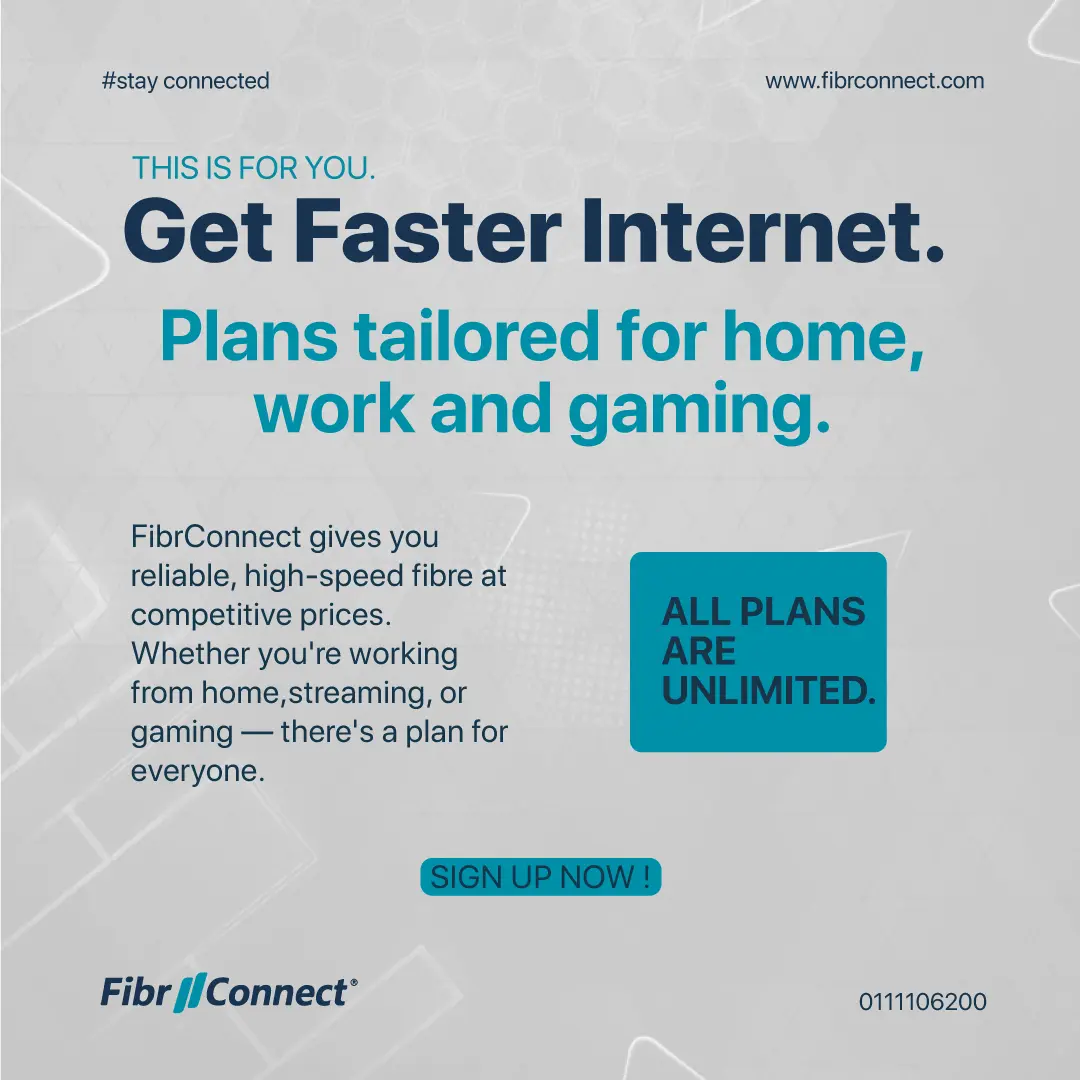 #stay connected
www.fibrconnect.com
THIS IS FOR YOU.
Get Faster Internet.
Plans tailored for home,
work and gaming.
FibrConnect gives you
reliable, high-speed fibre at
competitive prices.
Whether you're working
from home,streaming, or
gaming — there's a plan for
everyone.
ALL PLANS
ARE
UNLIMITED.
SIGN UP NOW !
Fibr Connect®
0111106200